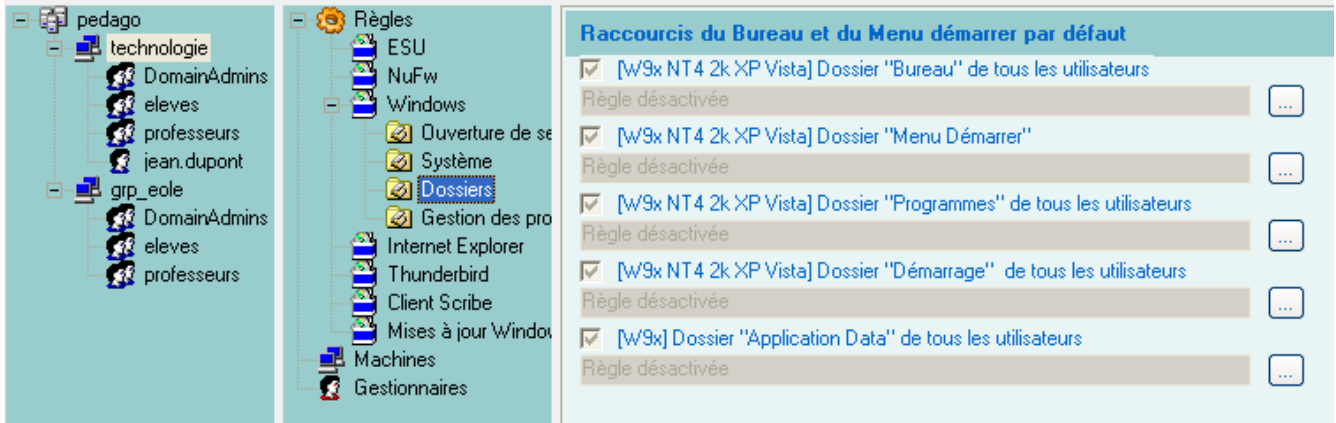 pedago
technologie
DomainAdmins
eleves
professeurs
jean.dupont
grp_eole
DomainAdmins
eleves
professeurs
Règles
ESU
NuFw
Windows
Ouverture de se
Système
Dossiers
Gestion des pro
Internet Explorer
Thunderbird
Client Scribe
Mises à jour Window
Machines
Gestionnaires
Raccourcis du Bureau et du Menu démarrer par défaut
[W9x NT4 2k XP Vista] Dossier "Bureau" de tous les utilisateurs
Règle désactivée
...
[W9x NT4 2k XP Vista] Dossier "Menu Démarrer"
Règle désactivée
...
[W9x NT4 2k XP Vista] Dossier "Programmes" de tous les utilisateurs
Règle désactivée
...
[W9x NT4 2k XP Vista] Dossier "Démarrage" de tous les utilisateurs
Règle désactivée
...
[W9x] Dossier "Application Data" de tous les utilisateurs
Règle désactivée
...